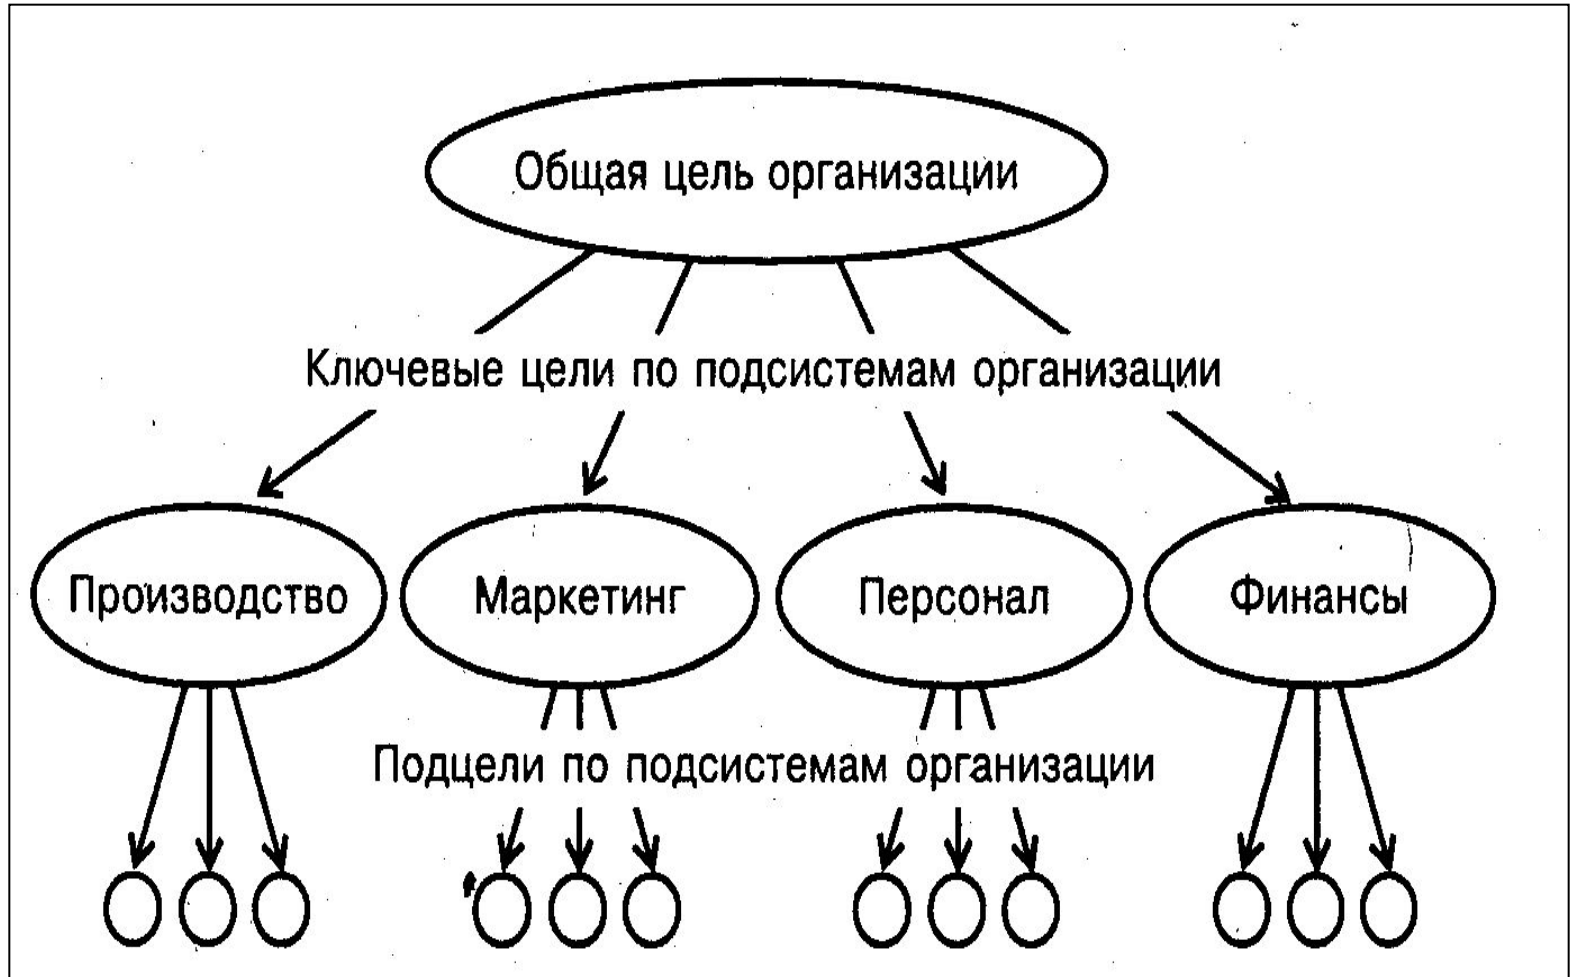 Общая цель организации
Ключевые цели по подсистемам организации
Производство
Маркетинг
Персонал
Финансы
Подцели по подсистемам организации